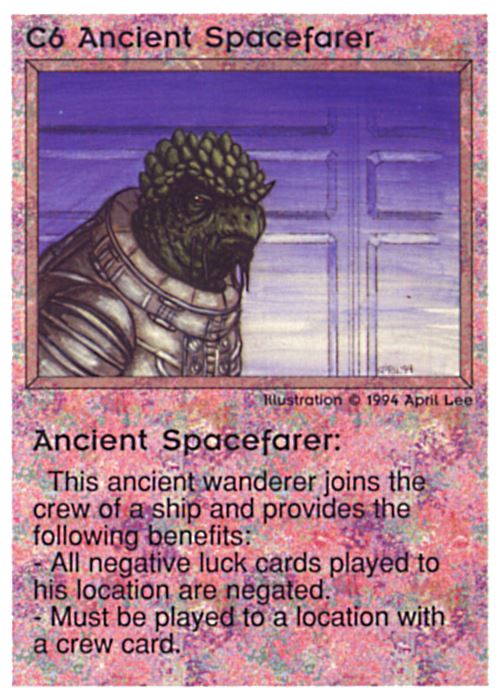 C6 Ancient Spacefarer
Illustration © 1994 April Lee
Ancient Spacefarer:
This ancient wanderer joins the
crew of a ship and provides the
following benefits:
- All negative luck cards played to
his location are negated.
- Must be played to a location with
a crew card.